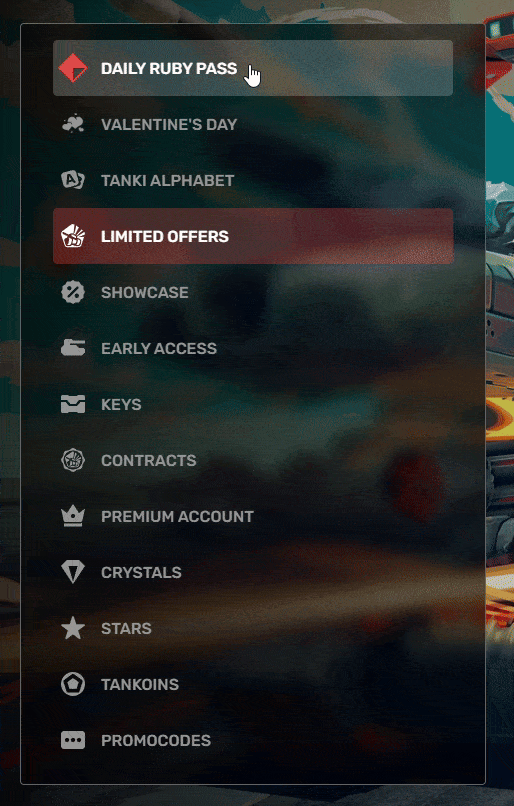 DAILY RUBY PASS
VALENTINE'S DAY
TANKI ALPHABET
LIMITED OFFERS
SHOWCASE
EARLY ACCESS
KEYS
CONTRACTS
PREMIUM ACCOUNT
CRYSTALS
STARS
TANKOINS
PROMOCODES